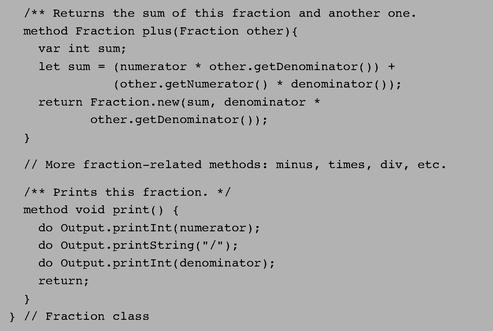 /** Returns the sum of this fraction and another one.
method Fraction plus(Fraction other){
var int sum;
let sum = (numerator * other.getDenominator()) +
(other.getNumerator() * denominator());
return Fraction.new(sum, denominator *
other.getDenominator());
}
// More fraction-related methods: minus, times, div, etc.
/** Prints this fraction. */
method void print() {
do Output.printInt(numerator);
do Output.printString("/");
do Output.printInt(denominator);
return;
}
} // Fraction class